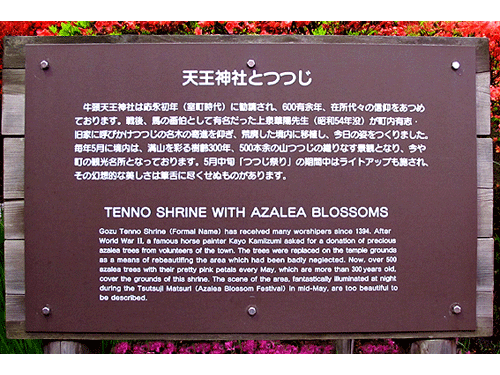 天王神社とつつじ
牛頭天王神社は応永初年（室町時代）に勧請され、600有余年、在所代々の信仰をあつめ
ております。戦後、馬の画伯として有名だった上泉華陽先生（昭和54年没）が町内有志・
旧家に呼びかけつつじの名木の寄進を仰ぎ、荒廃した境内に移植し、今日の姿をつくりました。
毎年5月に境内は、満山を彩る樹齢300年、500本余の山つつじの織りなす景観となり、今や
町の観光名所となっております。5月中旬「つつじ祭り」の期間中はライトアップも施され、
その幻想的な美しさは筆舌に尽くせぬものがあります。
TENNO SHRINE WITH AZALEA BLOSSOMS
Gozu Tenno Shrine (Formal Name) has received many worshipers since 1394. After
World War II, a famous horse painter Kayo Kamizumi asked for a donation of precious
azalea trees from volunteers of the town. The trees were replaced on the temple grounds
as a means of rebeautifing the area which had been badly neglected. Now, over 500
azalea trees with their pretty pink petals every May, which are more than 300 years old,
cover the grounds of this shrine. The scene of the area, fantastically illuminated at night
during the Tsutsuji Matsuri (Azalea Blossom Festival) in mid-May, are too beautiful to
be described.